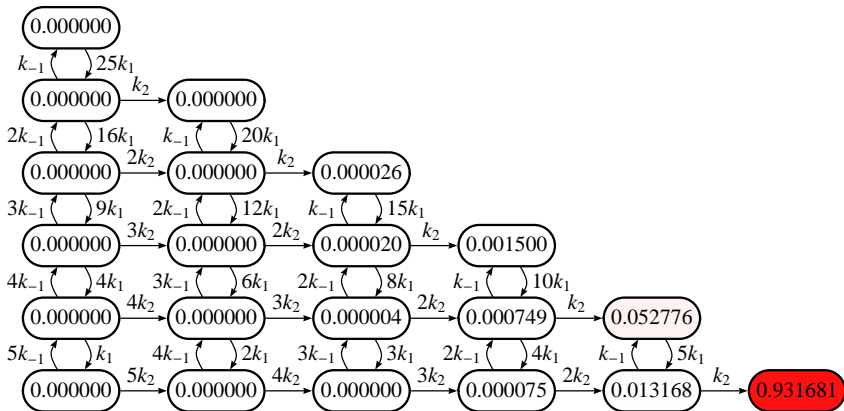 0.000000
k₋₁ 25k₁
k₂
0.000000 0.000000
2k₋₁ 16k₁ k₋₁ 20k₁
2k₂ k₂
0.000000 0.000000 0.000026
3k₋₁ 9k₁ 2k₋₁ 12k₁ k₋₁ 15k₁
3k₂ 2k₂ k₂
0.000000 0.000000 0.000020 0.001500
4k₋₁ 4k₁ 3k₋₁ 6k₁ 2k₋₁ 8k₁ k₋₁ 10k₁
4k₂ 3k₂ 2k₂ k₂
0.000000 0.000000 0.000004 0.000749 0.052776
5k₋₁ k₁ 4k₋₁ 2k₁ 3k₋₁ 3k₁ 2k₋₁ 4k₁ k₋₁ 5k₁
5k₂ 4k₂ 3k₂ 2k₂ k₂
0.000000 0.000000 0.000000 0.000075 0.013168 0.931681